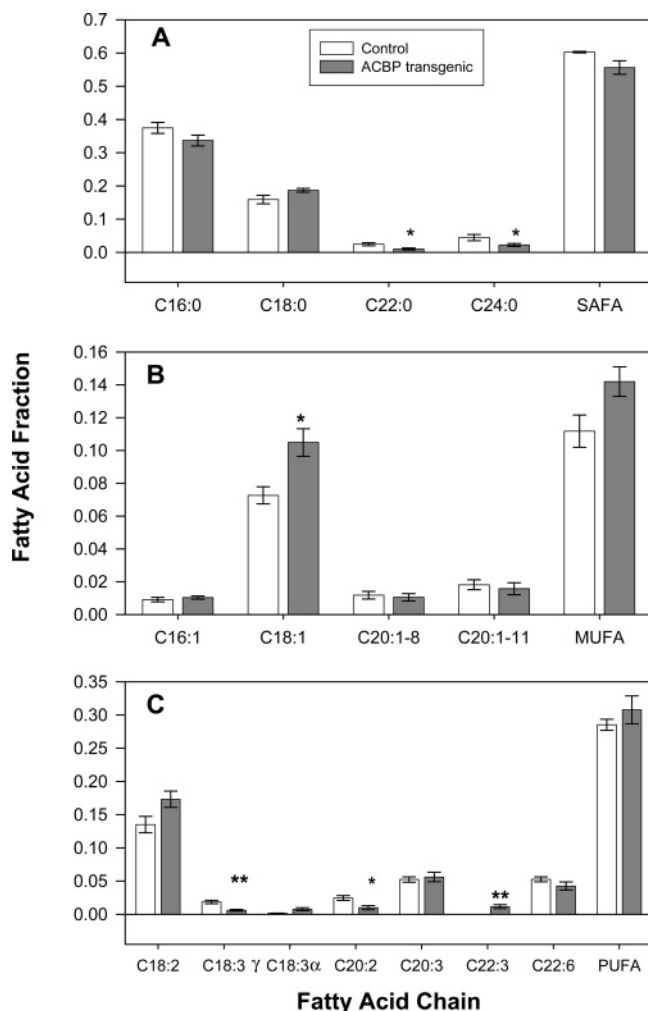 A
Control
ACBP transgenic
0.7
0.6
0.5
0.4
0.3
0.2
0.1
0.0
* *
C16:0 C18:0 C22:0 C24:0 SAFA
B
0.16
0.14
0.12
0.10
0.08
0.06
0.04
0.02
0.00
*
C16:1 C18:1 C20:1-8 C20:1-11 MUFA
Fatty Acid Fraction
C
0.35
0.30
0.25
0.20
0.15
0.10
0.05
0.00
** * **
C18:2 C18:3 γ C18:3α C20:2 C20:3 C22:3 C22:6 PUFA
Fatty Acid Chain